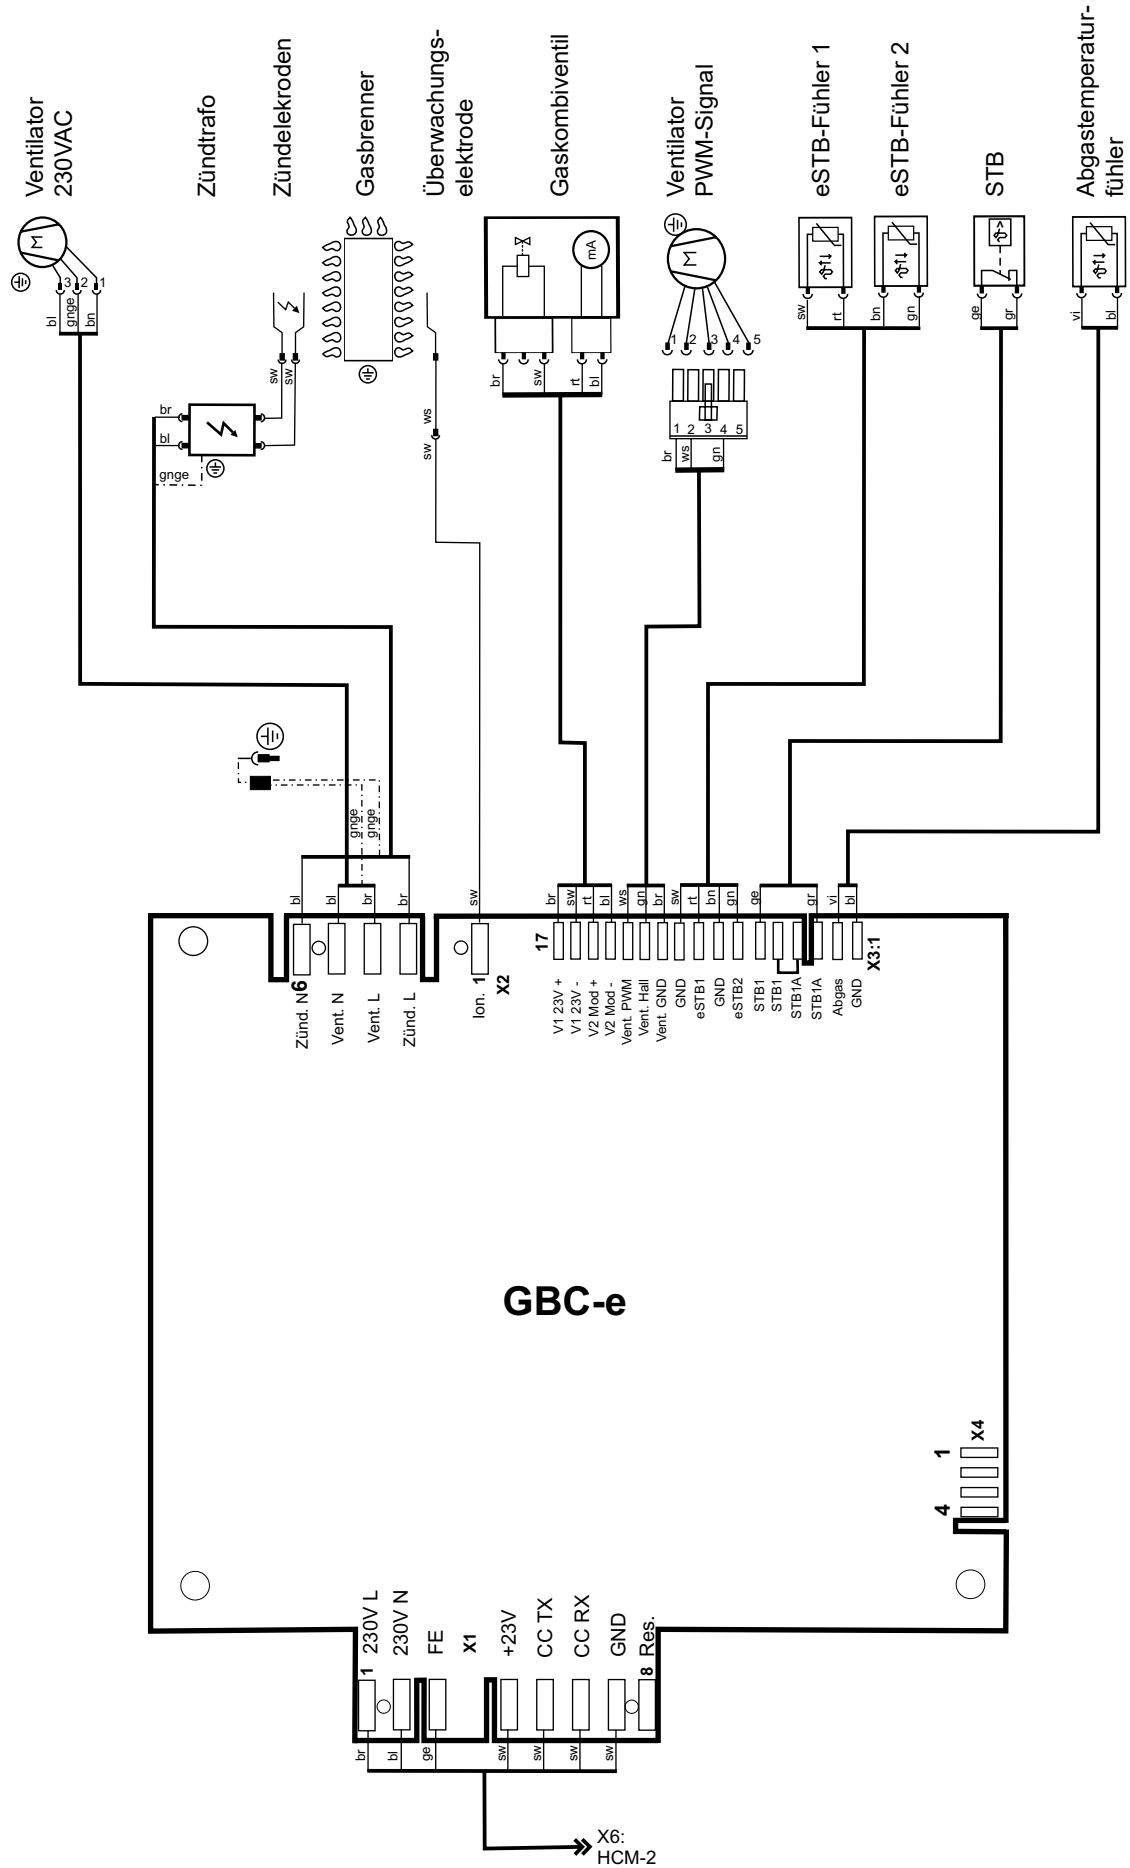 Ventilator
230VAC
Zündtrafo
Zündelekroden
Gasbrenner
Überwachungs-
elektrode
Gaskombiventil
Ventilator
PWM-Signal
eSTB-Fühler 1
eSTB-Fühler 2
STB
Abgastemperatur-
fühler
M
3
2
1
bl
gnge
bn
br
bl
gnge
sw
sw
ws
sw
mA
br
sw
rt
bl
M
1
2
3
4
5
1 2 3 4 5
br
ws
gn
sw
rt
bn
gn
ge
gr
vi
bl
gnge
gnge
bl
bl
br
br
sw
br
sw
rt
bl
ws
gn
br
sw
rt
bn
gn
ge
gr
vi
bl
6
Zünd. N
Vent. N
Vent. L
Zünd. L
Ion. 1
X2
17
V1 23V +
V1 23V -
V2 Mod +
V2 Mod -
Vent. PWM
Vent. Hall
Vent. GND
GND
eSTB1
GND
eSTB2
STB1
STB1
STB1A
STB1A
Abgas
GND
X3:1
GBC-e
1
4
X4
1
230V L
230V N
FE
X1
+23V
CC TX
CC RX
GND
8
Res.
br
bl
ge
sw
sw
sw
sw
X6:
HCM-2